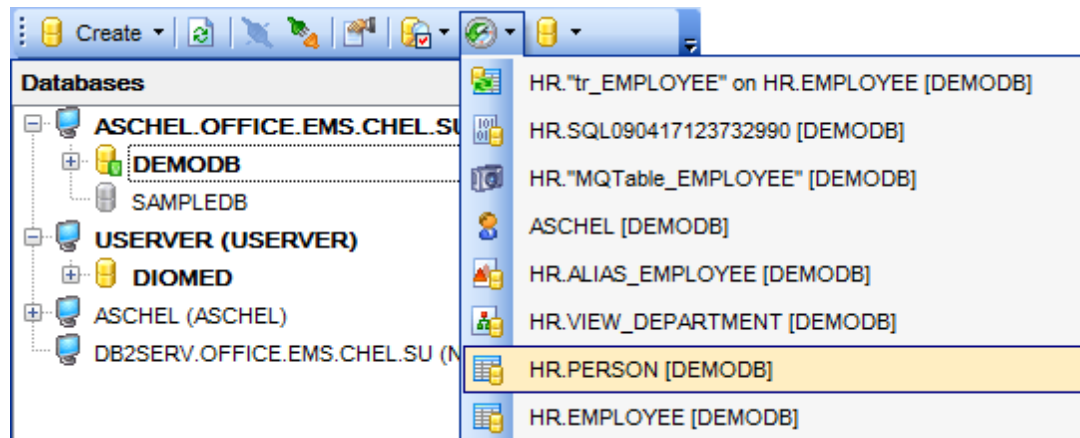 Create
Databases
ASCHEL.OFFICE.EMS.CHEL.SU
DEMODB
SAMPLEDB
USERVER (USERVER)
DIOMED
ASCHEL (ASCHEL)
DB2SERV.OFFICE.EMS.CHEL.SU (N
HR."tr_EMPLOYEE" on HR.EMPLOYEE [DEMODB]
HR.SQL090417123732990 [DEMODB]
HR."MQTable_EMPLOYEE" [DEMODB]
ASCHEL [DEMODB]
HR.ALIAS_EMPLOYEE [DEMODB]
HR.VIEW_DEPARTMENT [DEMODB]
HR.PERSON [DEMODB]
HR.EMPLOYEE [DEMODB]